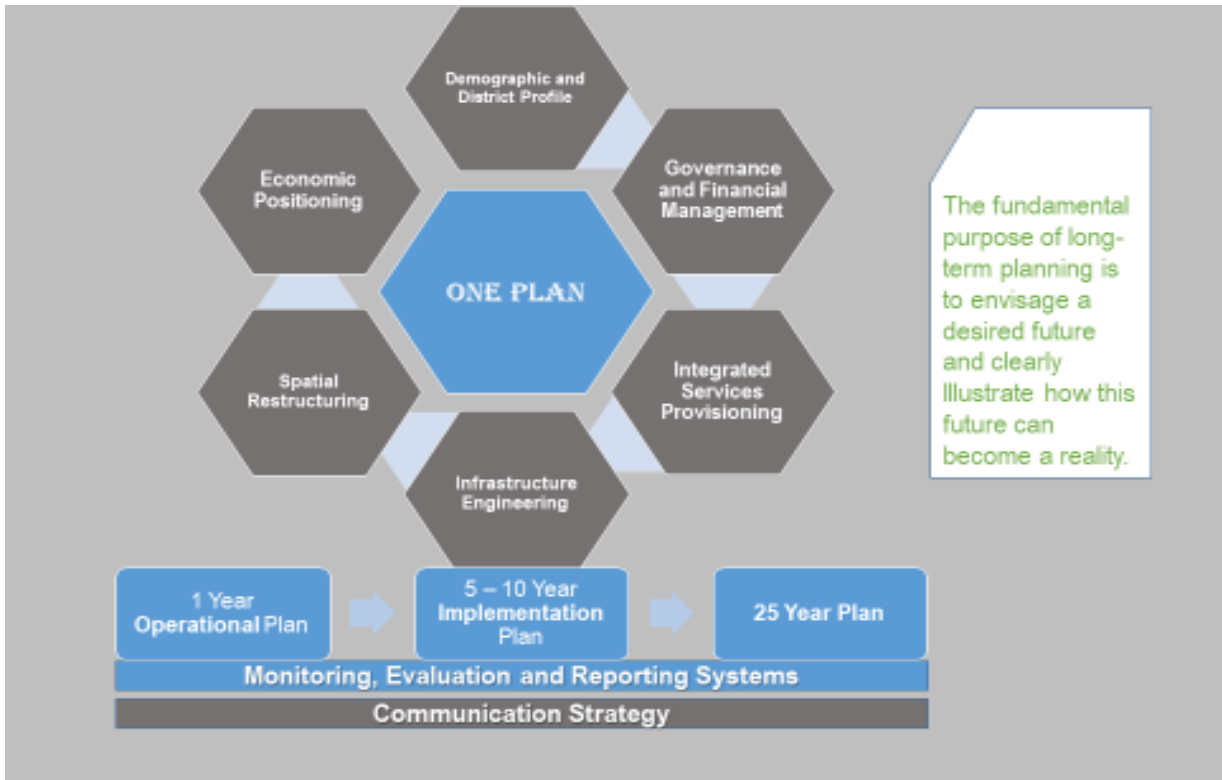 Demographic and
District Profile
Economic
Positioning
Governance
and Financial
Management
ONE PLAN
Spatial
Restructuring
Integrated
Services
Provisioning
Infrastructure
Engineering
The fundamental
purpose of long-
term planning is
to envisage a
desired future
and clearly
Illustrate how this
future can
become a reality.
1 Year
Operational Plan
5 – 10 Year
Implementation
Plan
25 Year Plan
Monitoring, Evaluation and Reporting Systems
Communication Strategy